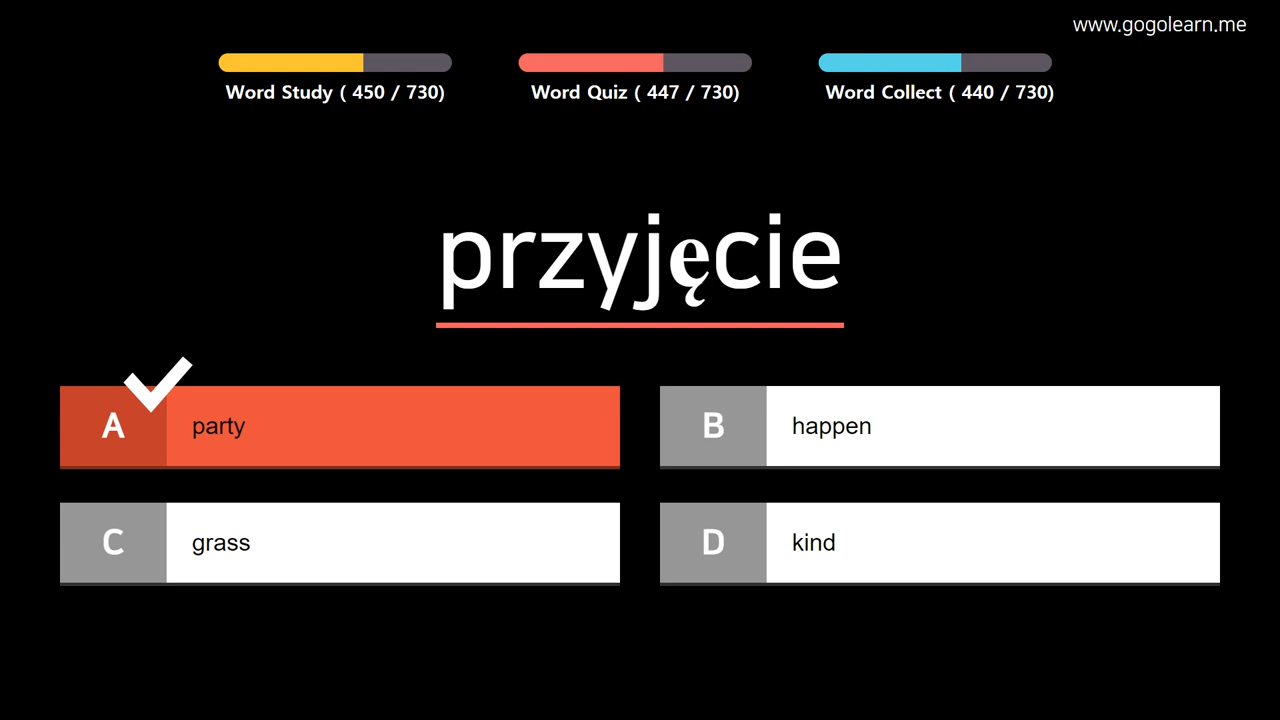 www.gogolearn.me
Word Study ( 450 / 730)
Word Quiz ( 447 / 730)
Word Collect ( 440 / 730)
przyjęcie
A party
B happen
C grass
D kind